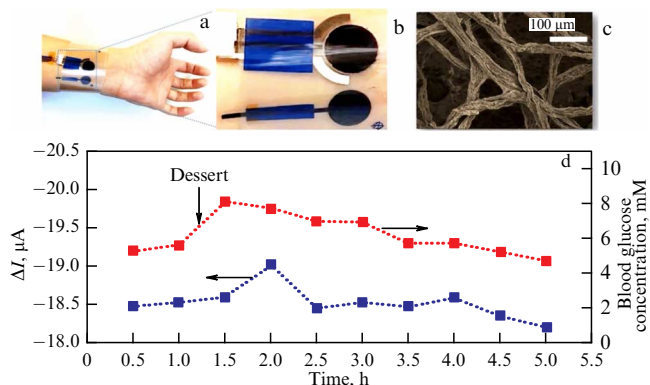 a
b
100 µm
c
d
Dessert
ΔI, µA
−20.5
−20.0
−19.5
−19.0
−18.5
−18.0
10
8
6
4
2
0
Blood glucose
concentration, mM
0
0.5
1.0
1.5
2.0
2.5
3.0
3.5
4.0
4.5
5.0
5.5
Time, h